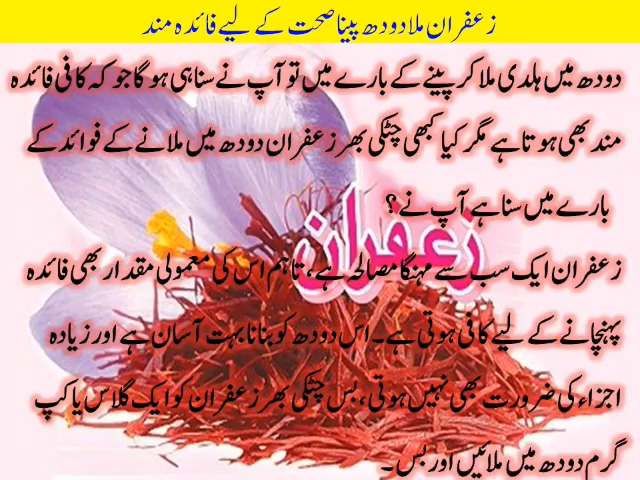 زعفران ملا دودھ پینا صحت کے لیے فائدہ مند
دودھ میں ہلدی ملا کر پینے کے بارے میں تو آپ نے سنا ہی ہوگا جو کہ کافی فائدہ
مند بھی ہوتا ہے مگر کیا کبھی چٹکی بھر زعفران دودھ میں ملانے کے فوائد کے
بارے میں سنا ہے آپ نے؟
زعفران
زعفران ایک سب سے مہنگا مصالحہ ہے، تاہم اس کی معمولی مقدار بھی فائدہ
پہنچانے کے لیے کافی ہوتی ہے۔ اس دودھ کو بنانا بہت آسان ہے اور زیادہ
اجزاء کی ضرورت بھی نہیں ہوتی، بس چٹکی بھر زعفران کو ایک گلاس یا کپ
گرم دودھ میں ملائیں اور بس۔